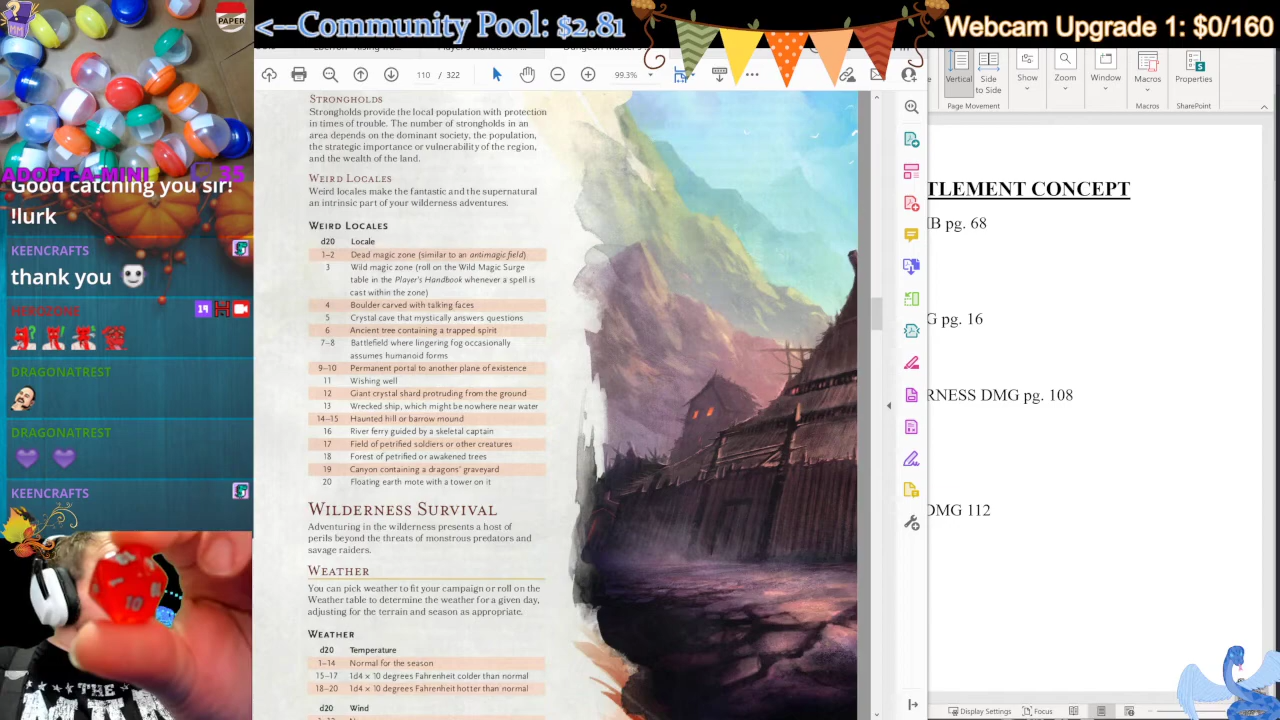 PAPER
<--Community Pool: $2.81
Webcam Upgrade 1: $0/160
110 / 322
99.3%
Vertical
Side
to Side
Show
Zoom
Window
Macros
Properties
Page Movement
Macros
SharePoint
ADOPT-A-MINI
35
Good catching you sir!
!lurk
KEENCRAFTS
thank you
HEROZONE
19
DRAGONATREST
DRAGONATREST
KEENCRAFTS
10
THE
STRONGHOLDS
Strongholds provide the local population with protection
in times of trouble. The number of strongholds in an
area depends on the dominant society, the population,
the strategic importance or vulnerability of the region,
and the wealth of the land.
WEIRD LOCALES
Weird locales make the fantastic and the supernatural
an intrinsic part of your wilderness adventures.
WEIRD LOCALES
d20 Locale
1–2 Dead magic zone (similar to an antimagic field)
3 Wild magic zone (roll on the Wild Magic Surge
table in the Player's Handbook whenever a spell is
cast within the zone)
4 Boulder carved with talking faces
5 Crystal cave that mystically answers questions
6 Ancient tree containing a trapped spirit
7–8 Battlefield where lingering fog occasionally
assumes humanoid forms
9–10 Permanent portal to another plane of existence
11 Wishing well
12 Giant crystal shard protruding from the ground
13 Wrecked ship, which might be nowhere near water
14–15 Haunted hill or barrow mound
16 River ferry guided by a skeletal captain
17 Field of petrified soldiers or other creatures
18 Forest of petrified or awakened trees
19 Canyon containing a dragons' graveyard
20 Floating earth mote with a tower on it
WILDERNESS SURVIVAL
Adventuring in the wilderness presents a host of
perils beyond the threats of monstrous predators and
savage raiders.
WEATHER
You can pick weather to fit your campaign or roll on the
Weather table to determine the weather for a given day,
adjusting for the terrain and season as appropriate.
WEATHER
d20 Temperature
1–14 Normal for the season
15–17 1d4 × 10 degrees Fahrenheit colder than normal
18–20 1d4 × 10 degrees Fahrenheit hotter than normal
d20 Wind
TLEMENT CONCEPT
B pg. 68
G pg. 16
RNESS DMG pg. 108
DMG 112
Display Settings
Focus